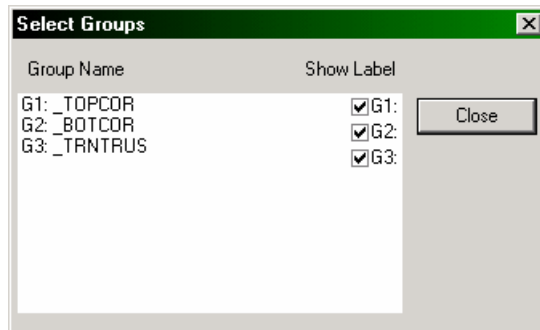 Select Groups
Group Name Show Label
G1: _TOPCOR G1:
G2: _BOTCOR G2:
G3: _TRNTRUS G3:
Close